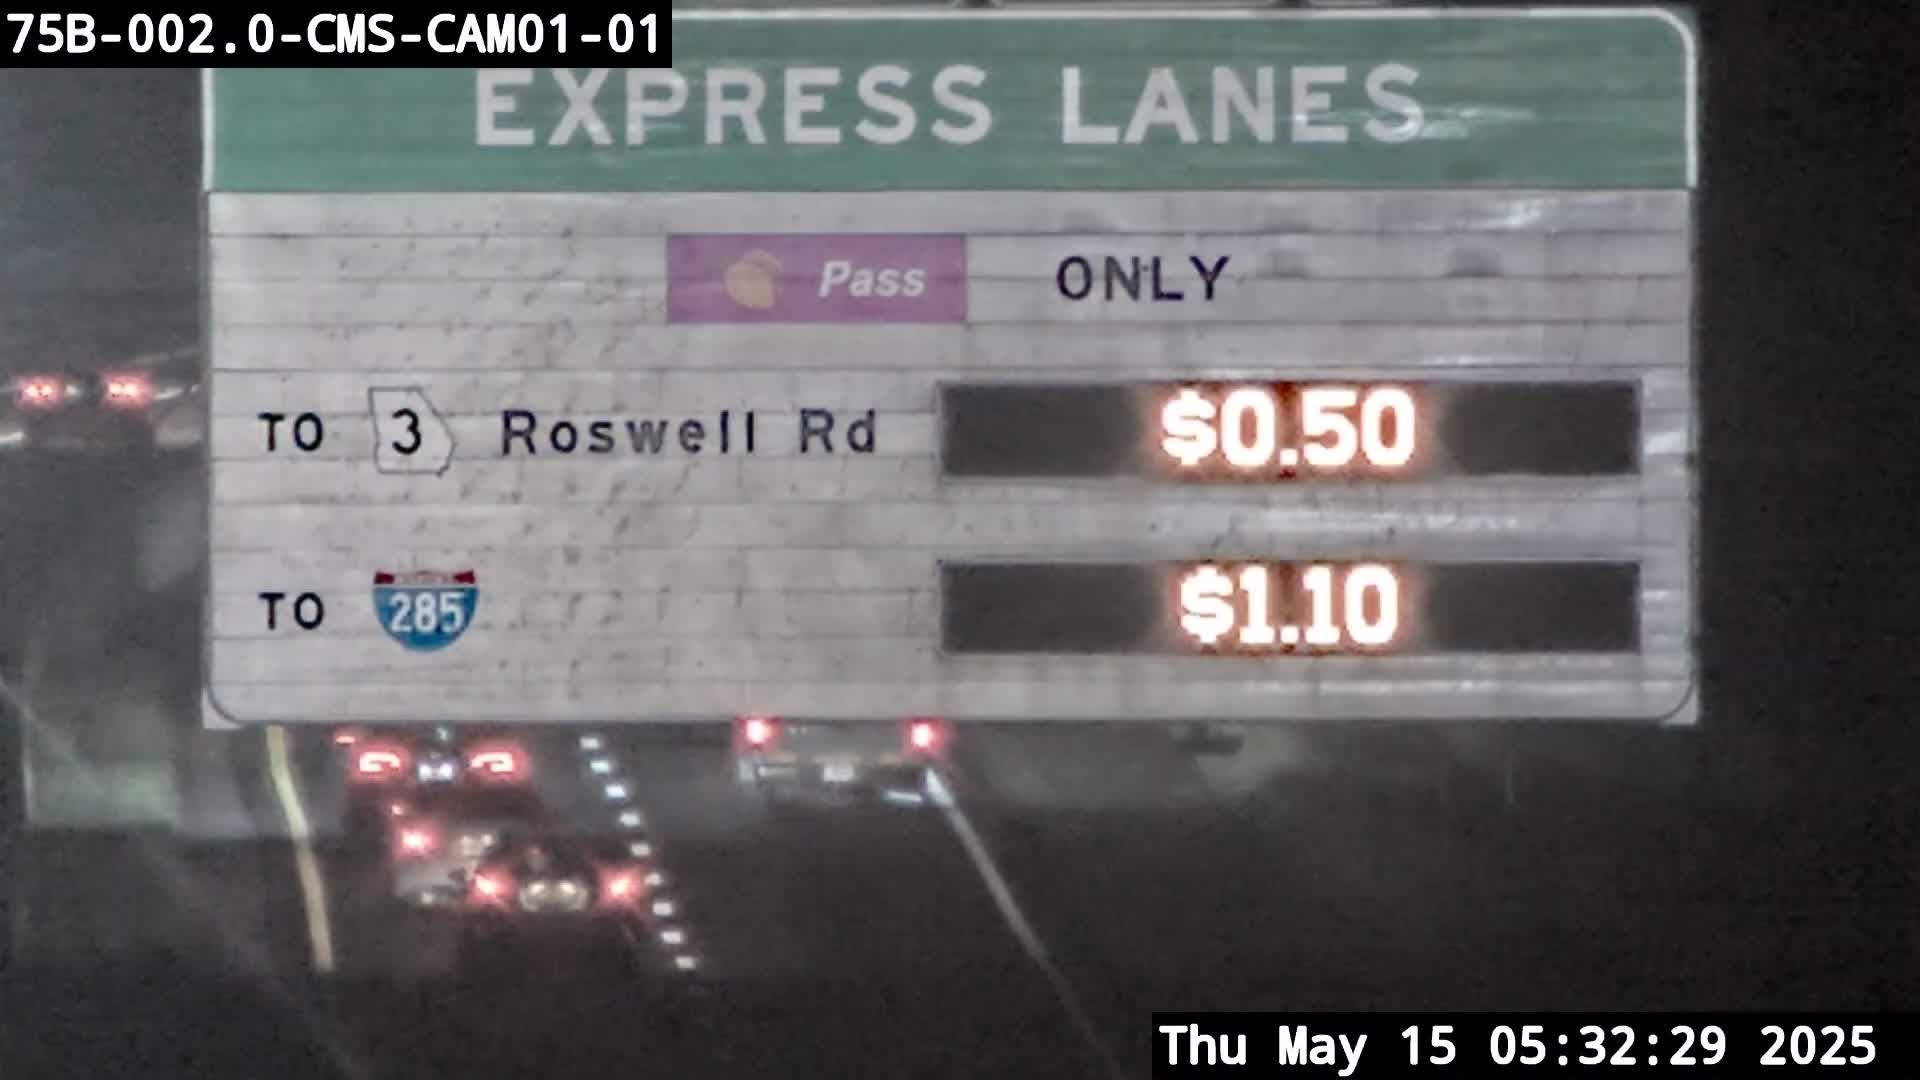 75B-002.0-CMS-CAM01-01
EXPRESS LANES
Pass ONLY
TO 3 Roswell Rd $0.50
TO 285 $1.10
Thu May 15 05:32:29 2025